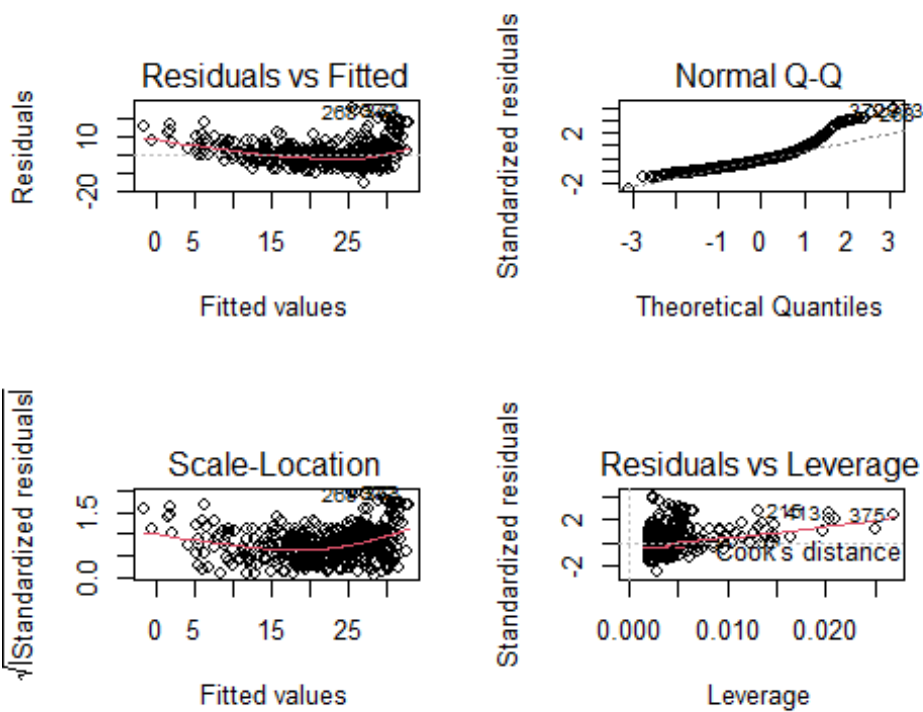 Residuals vs Fitted
Residuals
10
-20
0 5 15 25
Fitted values
Normal Q-Q
Standardized residuals
2
-2
-3 -1 0 1 2 3
Theoretical Quantiles
Scale-Location
√|Standardized residuals|
1.5
0.0
0 5 15 25
Fitted values
Residuals vs Leverage
Standardized residuals
2
-2
215
413
375
Cook's distance
0.000 0.010 0.020
Leverage